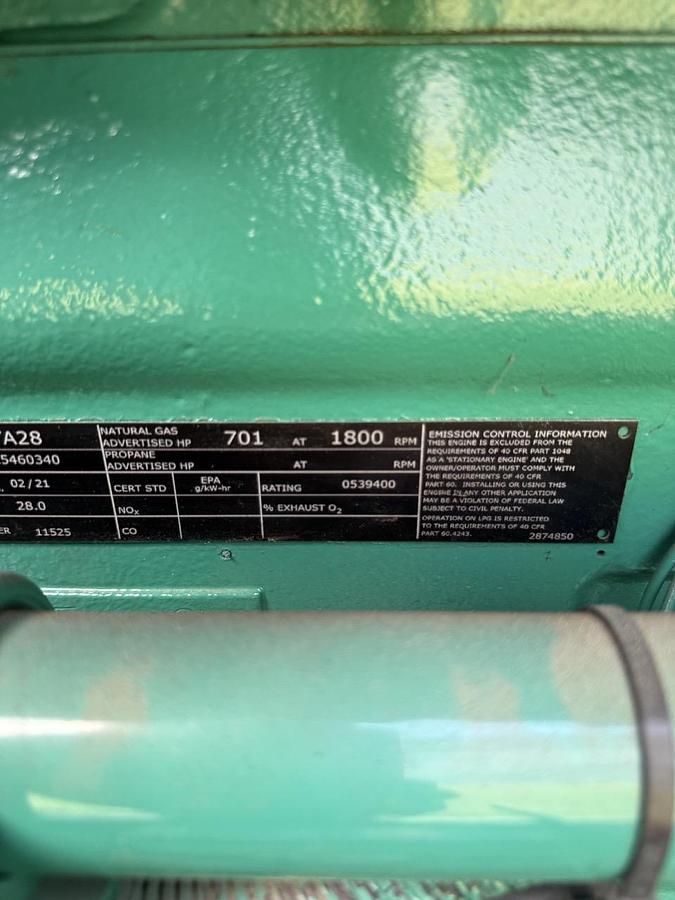 A28
5460340
02/21
28.0
ER 11525
NATURAL GAS
ADVERTISED HP 701 AT 1800 RPM
PROPANE
ADVERTISED HP AT RPM
CERT STD EPA g/kW-hr RATING 0539400
NOx % EXHAUST O2
CO
EMISSION CONTROL INFORMATION
THIS ENGINE IS EXCLUDED FROM THE
REQUIREMENTS OF 40 CFR PART 1048
AS A 'STATIONARY ENGINE' AND THE
OWNER/OPERATOR MUST COMPLY WITH
THE REQUIREMENTS OF 40 CFR
PART 60. INSTALLING OR USING THIS
ENGINE IN ANY OTHER APPLICATION
MAY BE A VIOLATION OF FEDERAL LAW
SUBJECT TO CIVIL PENALTY.
OPERATION ON LPG IS RESTRICTED
TO THE REQUIREMENTS OF 40 CFR
PART 60.4243. 2874850